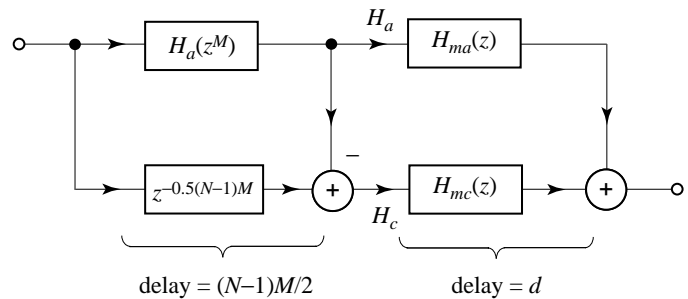 H_a
H_a(z^M)
H_ma(z)
−
z^−0.5(N−1)M
+
H_mc(z)
+
H_c
delay = (N−1)M/2
delay = d